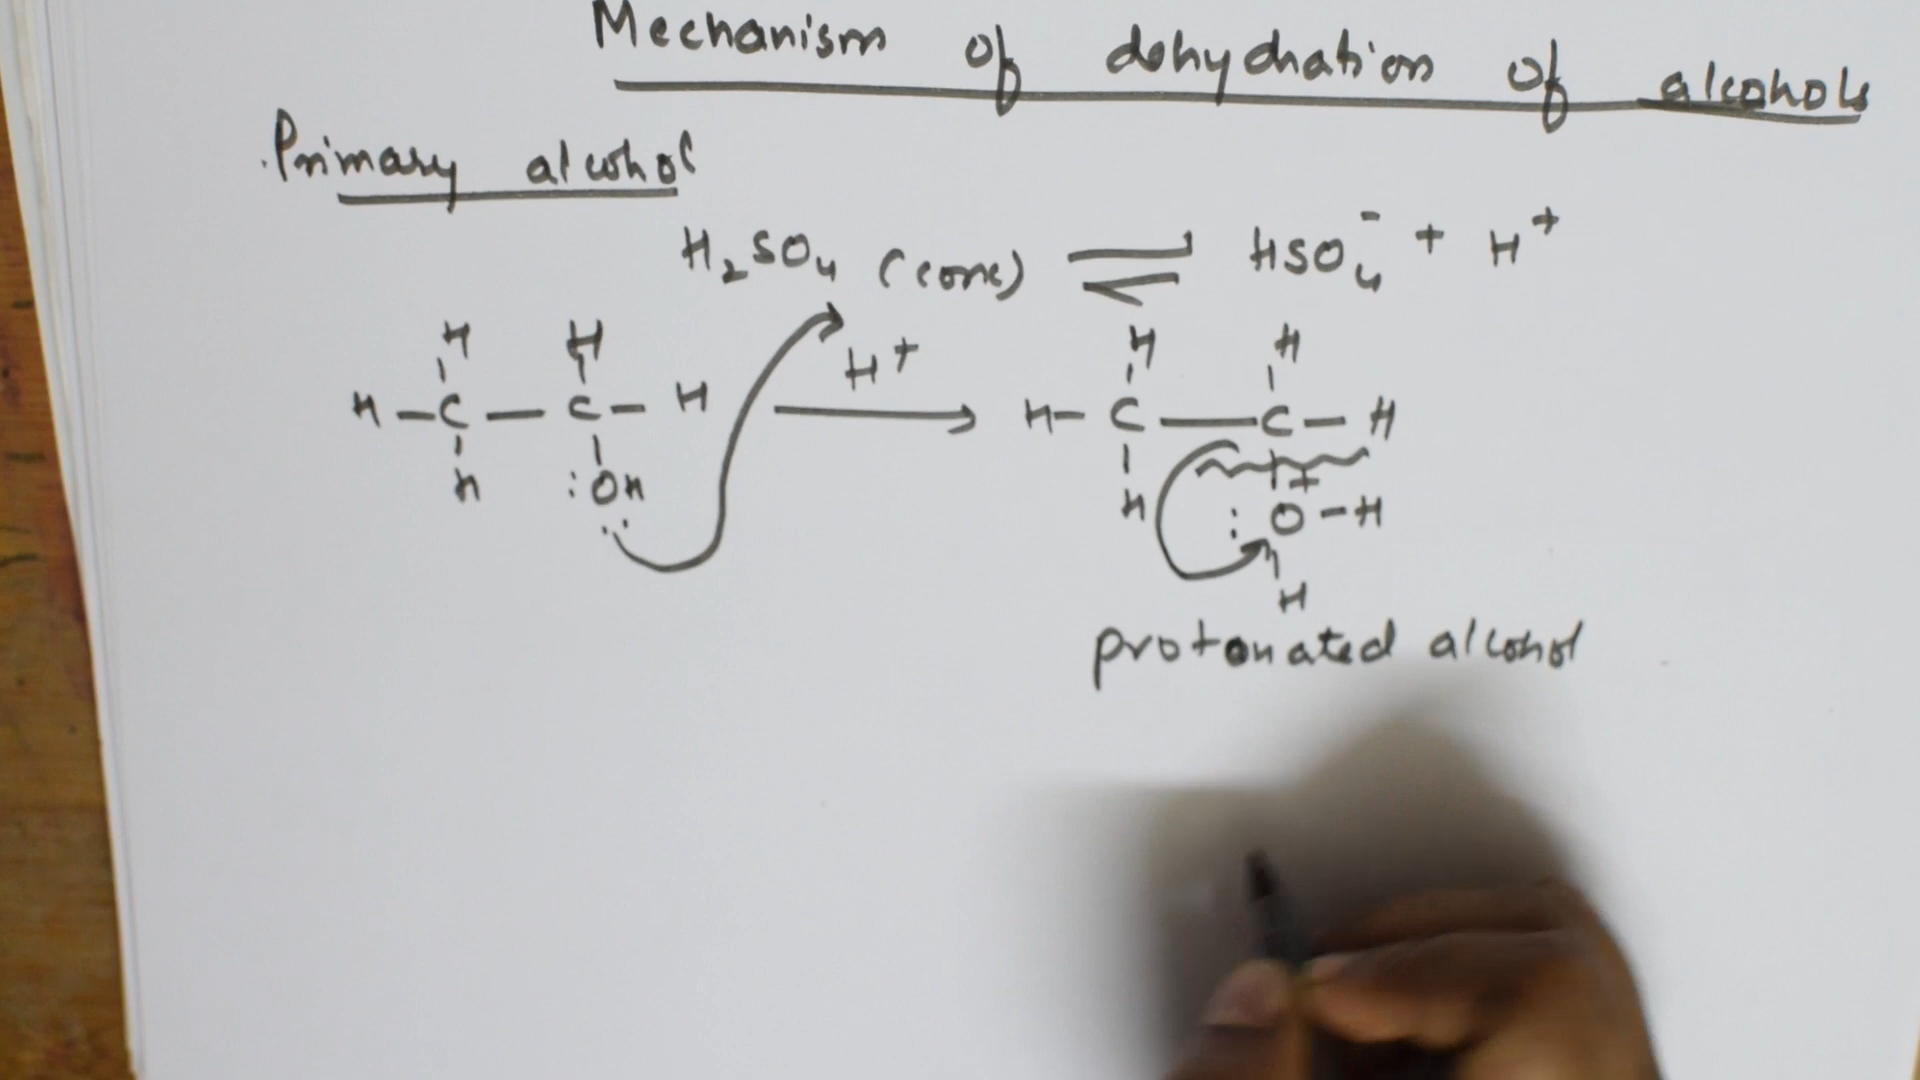 Mechanism of dehydration of alcohols
Primary alcohol
H₂SO₄ (conc) ⇌ HSO₄⁻ + H⁺
H H H⁺ H H
H – C — C – H ⟶ H – C — C – H
H :OH H : O⁺ – H
H
protonated alcohol